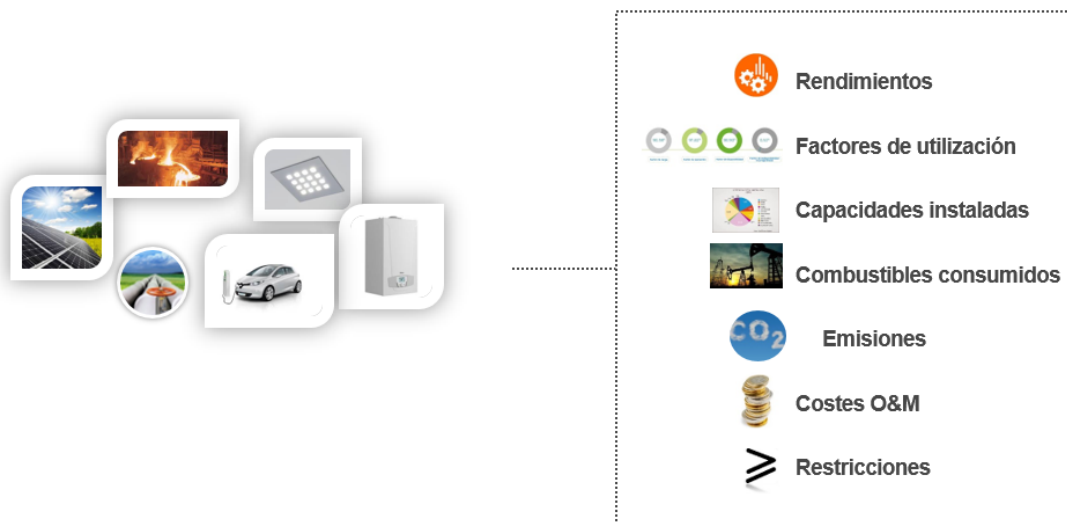 Rendimientos
Factores de utilización
Capacidades instaladas
Combustibles consumidos
CO2
Emisiones
Costes O&M
≥
Restricciones